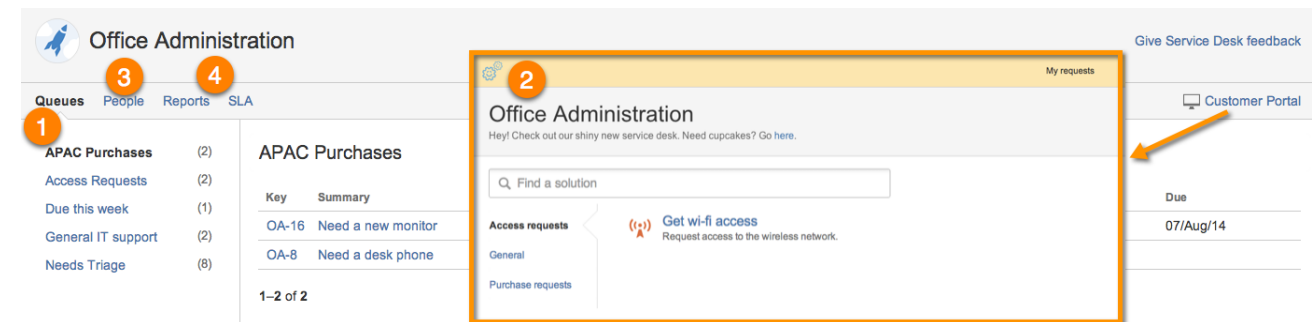 Office Administration
Give Service Desk feedback
3
4
Queues People Reports SLA
Customer Portal
1
APAC Purchases (2)
Access Requests (2)
Due this week (1)
General IT support (2)
Needs Triage (8)
APAC Purchases
Key Summary Due
OA-16 Need a new monitor 07/Aug/14
OA-8 Need a desk phone
1–2 of 2
2
My requests
Office Administration
Hey! Check out our shiny new service desk. Need cupcakes? Go here.
Find a solution
Access requests
General
Purchase requests
Get wi-fi access
Request access to the wireless network.